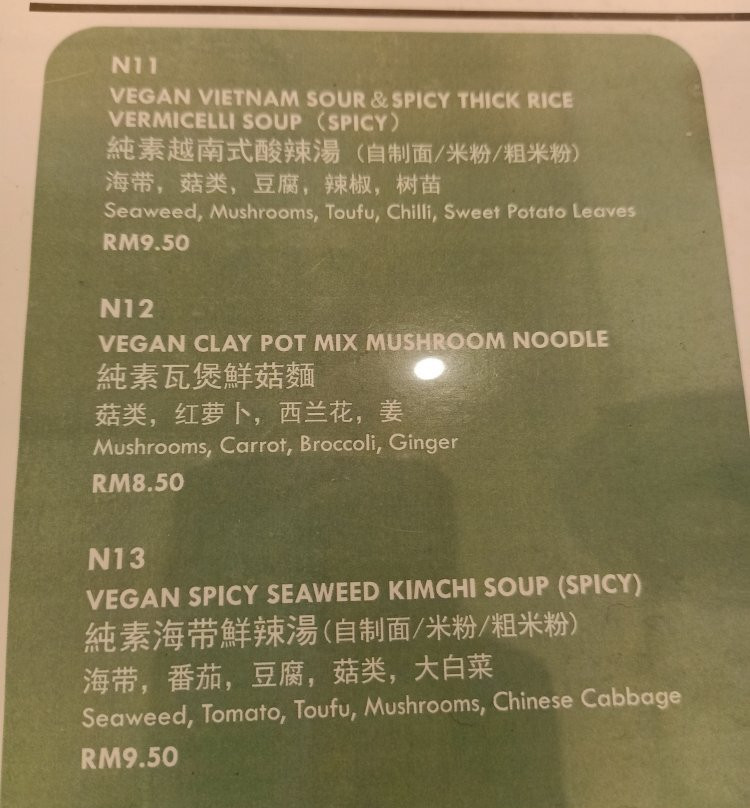 N11
VEGAN VIETNAM SOUR & SPICY THICK RICE
VERMICELLI SOUP （SPICY）
純素越南式酸辣湯（自制面/米粉/粗米粉）
海带，菇类，豆腐，辣椒，树苗
Seaweed, Mushrooms, Toufu, Chilli, Sweet Potato Leaves
RM9.50
N12
VEGAN CLAY POT MIX MUSHROOM NOODLE
純素瓦煲鮮菇麵
菇类，红萝卜，西兰花，姜
Mushrooms, Carrot, Broccoli, Ginger
RM8.50
N13
VEGAN SPICY SEAWEED KIMCHI SOUP (SPICY)
純素海带鮮辣湯(自制面/米粉/粗米粉)
海带，番茄，豆腐，菇类，大白菜
Seaweed, Tomato, Toufu, Mushrooms, Chinese Cabbage
RM9.50